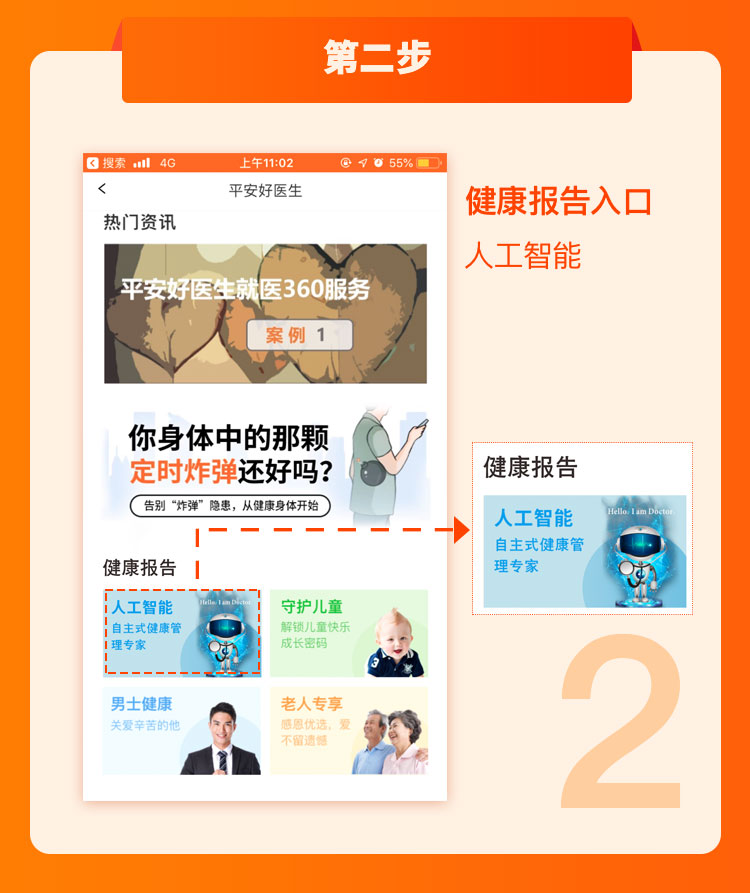 第二步
搜索 4G 上午11:02 55%
平安好医生
热门资讯
平安好医生就医360服务
案例 1
你身体中的那颗
定时炸弹还好吗?
告别“炸弹”隐患,从健康身体开始
健康报告
人工智能
Hello. I am Doctor.
自主式健康管
理专家
守护儿童
解锁儿童快乐
成长密码
3
男士健康
关爱辛苦的他
老人专享
感恩优选,爱
不留遗憾
健康报告入口
人工智能
健康报告
人工智能
Hello. I am Doctor.
自主式健康管
理专家
2